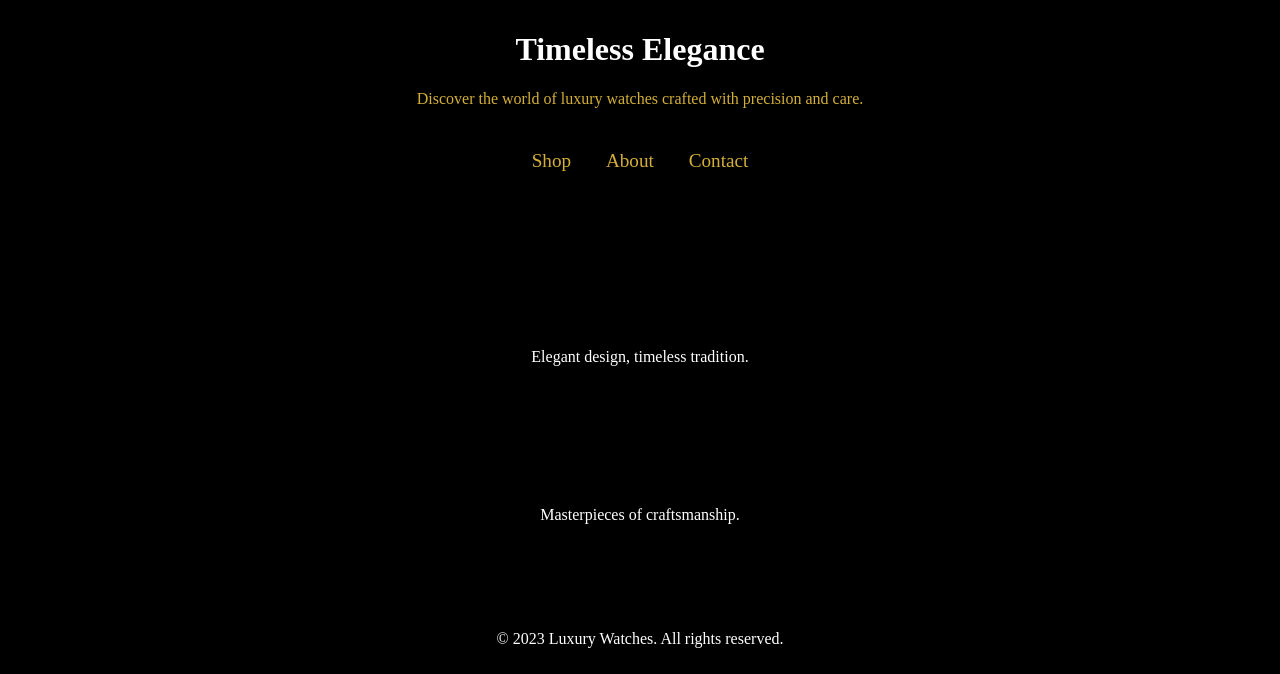 Timeless Elegance
Discover the world of luxury watches crafted with precision and care.
Shop About Contact
Elegant design, timeless tradition.
Masterpieces of craftsmanship.
© 2023 Luxury Watches. All rights reserved.